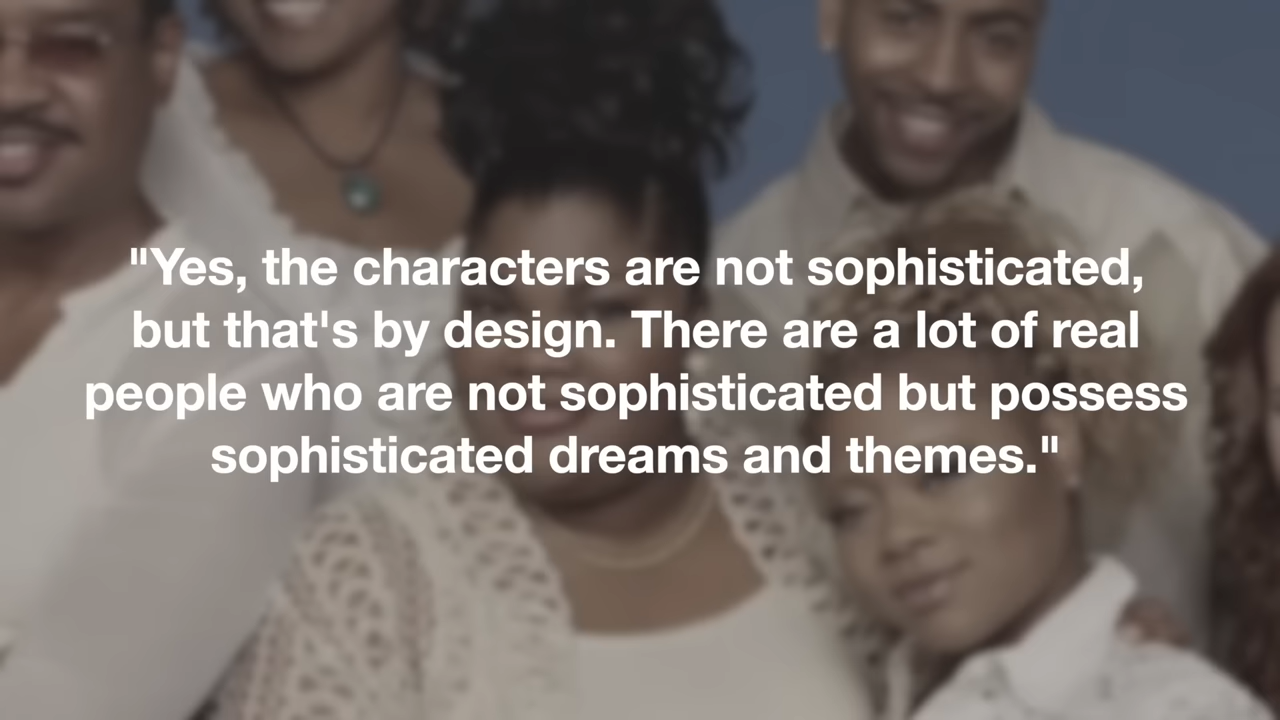 "Yes, the characters are not sophisticated,
but that's by design. There are a lot of real
people who are not sophisticated but possess
sophisticated dreams and themes."